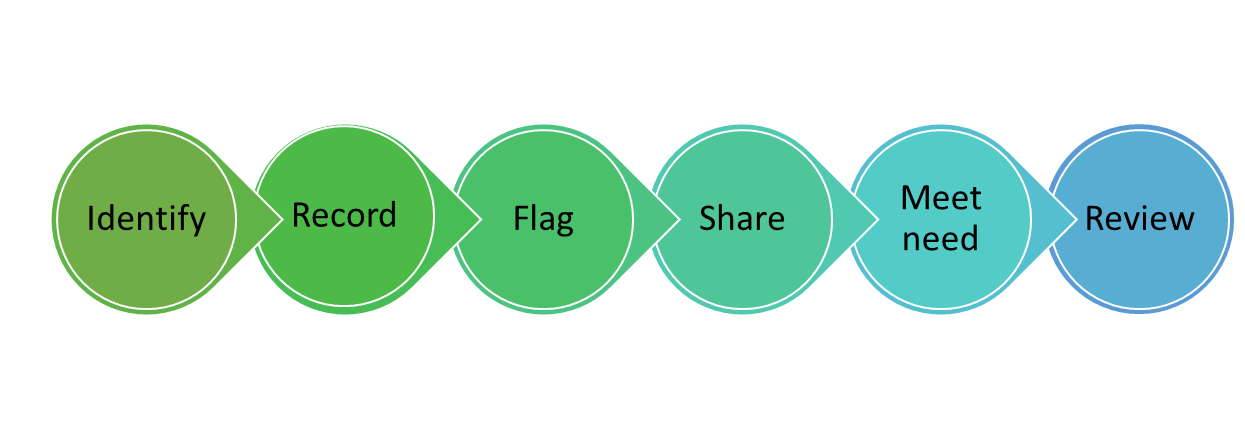 Identify
Record
Flag
Share
Meet
need
Review